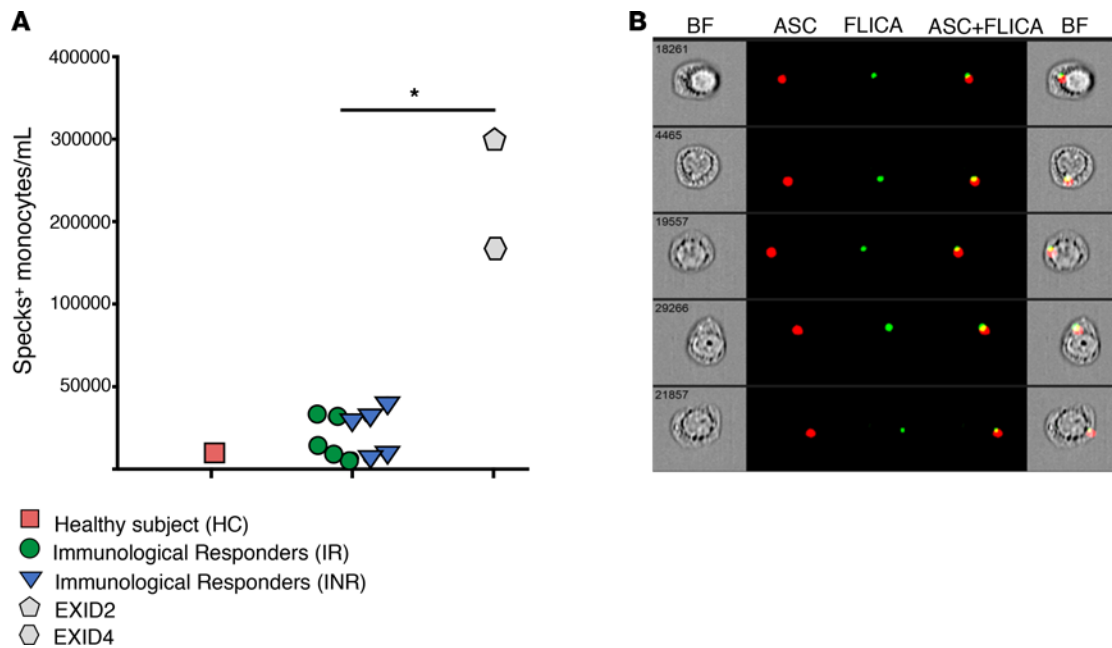 A
Specks⁺ monocytes/mL
400000
300000
200000
100000
50000
*
Healthy subject (HC)
Immunological Responders (IR)
Immunological Responders (INR)
EXID2
EXID4
B
BF ASC FLICA ASC+FLICA BF
18261
4465
19557
29266
21857